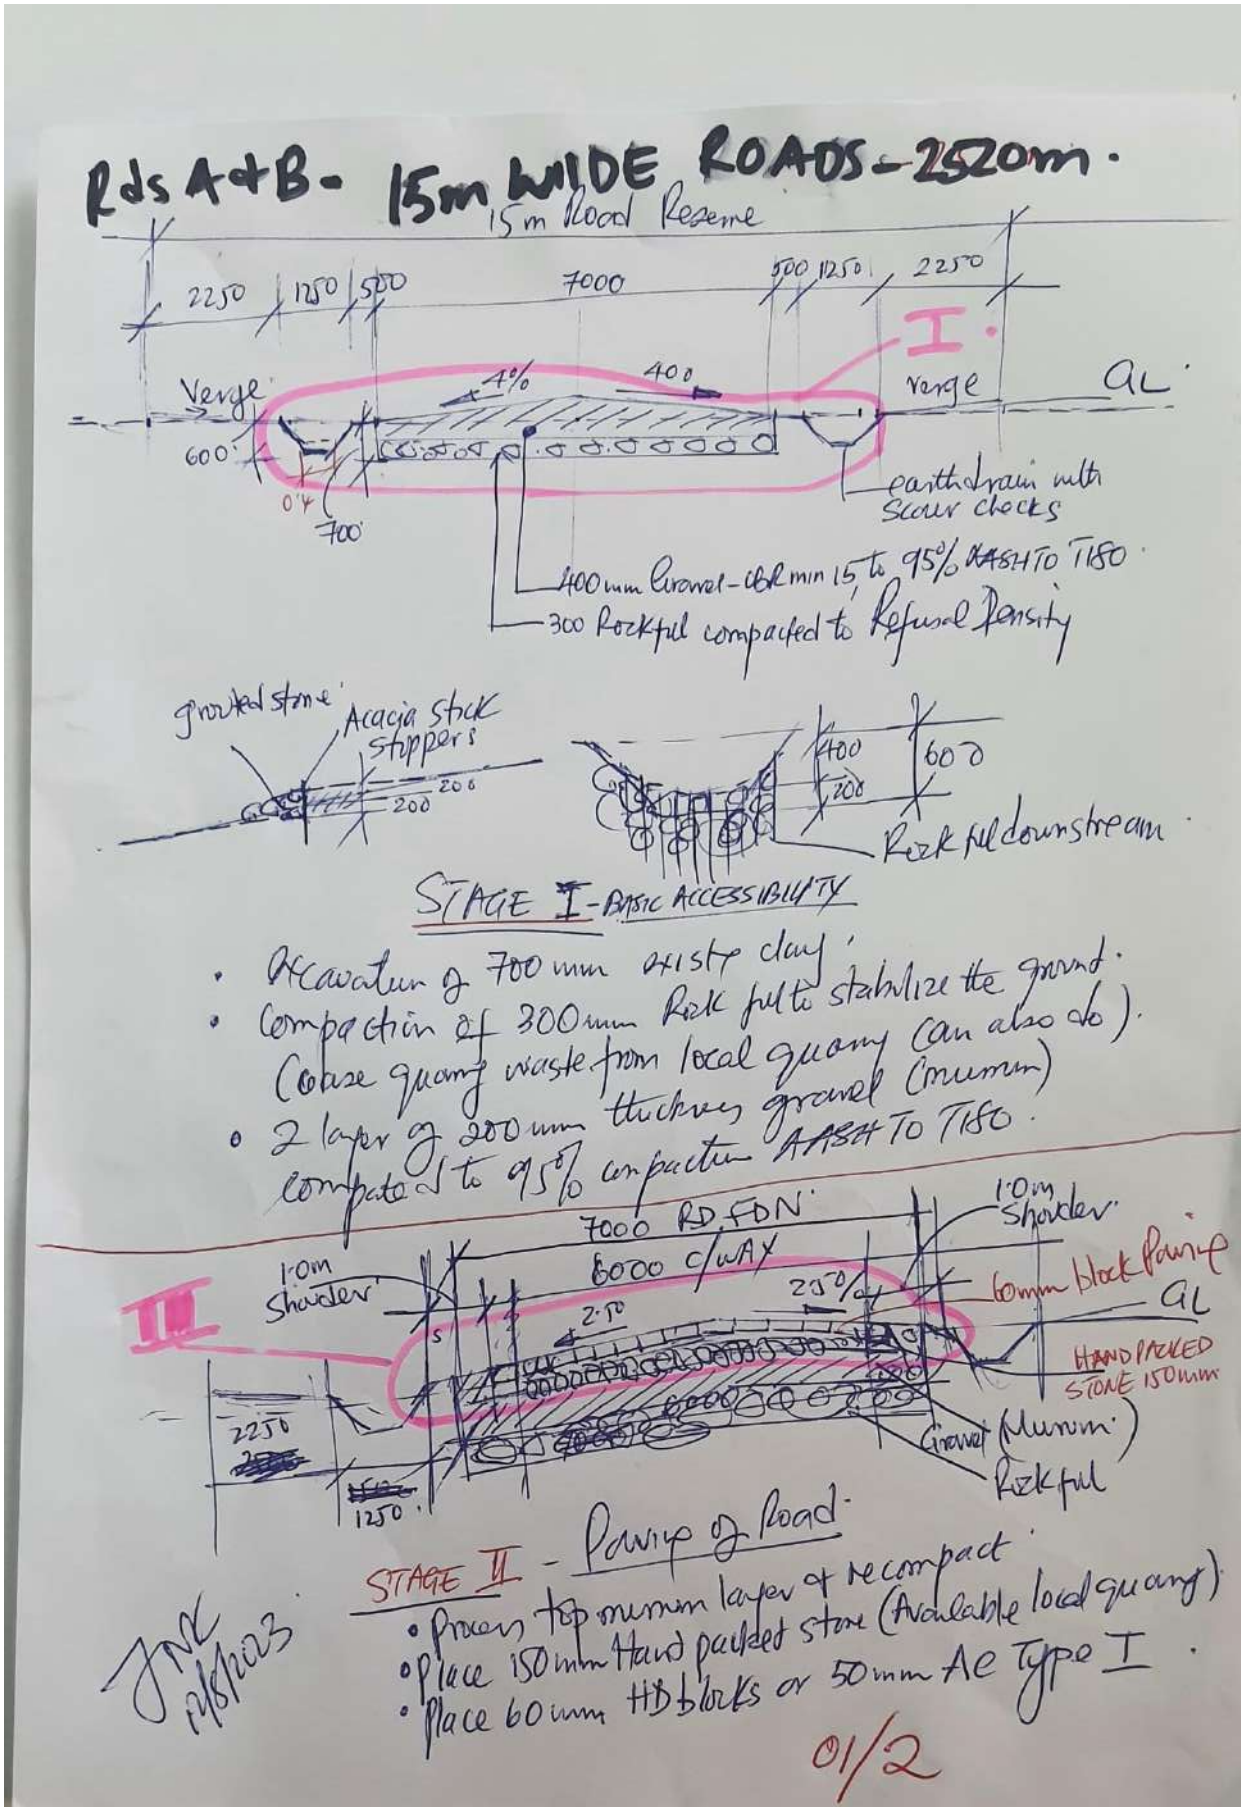 Rds A & B - 15m WIDE ROADS - 2520m.
15m Road Reserve
2250 1250 500 7000 500 1250 2250
I.
4% 400
Verge verge GL
600
0.4
700
earth drain with
scour checks
400mm Gravel - CBR min 15, to 95% AASHTO T180.
300 Rockfill compacted to Refusal Density
grouted stone
Acacia stick
stoppers
200
200
400 600
200
Rockfill downstream
STAGE I - BASIC ACCESSIBILITY
• Excavation of 700mm existg clay,
• Compaction of 300mm Rockfill to stabilize the ground.
(coarse quarry waste from local quarry can also do).
• 2 layer of 200mm thickness gravel (murram)
compacted to 95% compaction AASHTO T180.
7000 RD FDN
1.0m
Shoulder
6000 C/WAY
1.0m
Shoulder
II
2.50 2.50%
60mm block Paving
GL
HAND PACKED
STONE 150mm
2250
1250
Gravel (Murram)
Rockfill
STAGE II - Paving of Road
• Process top murram layer & recompact
• Place 150mm Hand packed stone (Available local quarry)
• Place 60mm HD blocks or 50mm AC Type I.
JNK
/5/2023
01/2